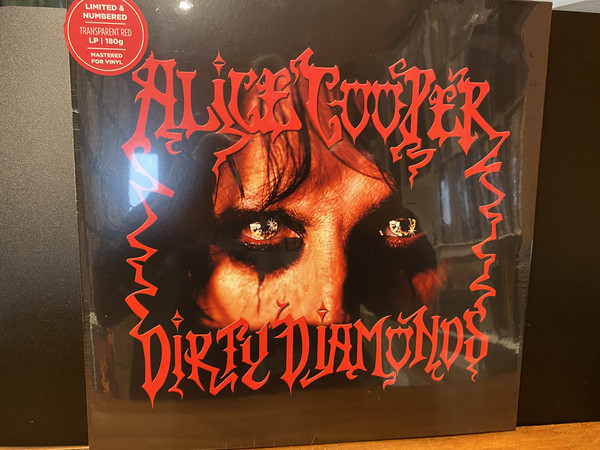 LIMITED &
NUMBERED
TRANSPARENT RED
LP | 180g
MASTERED
FOR VINYL
ALICE COOPER
DIRTY DIAMONDS